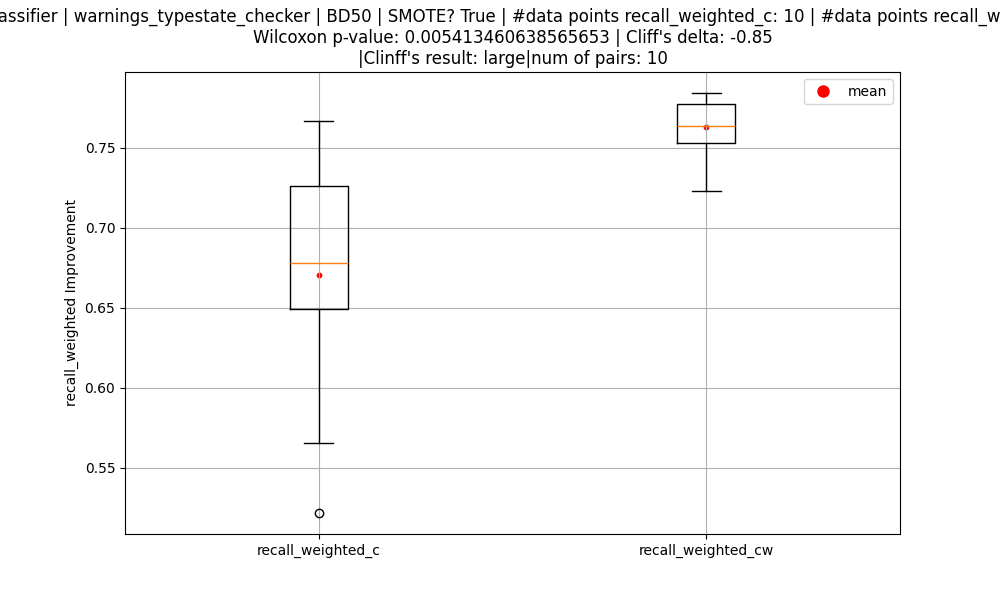 assifier | warnings_typestate_checker | BD50 | SMOTE? True | #data points recall_weighted_c: 10 | #data points recall_w
Wilcoxon p-value: 0.005413460638565653 | Cliff's delta: -0.85
|Clinff's result: large|num of pairs: 10
mean
0.75
0.70
0.65
0.60
0.55
recall_weighted Improvement
recall_weighted_c
recall_weighted_cw